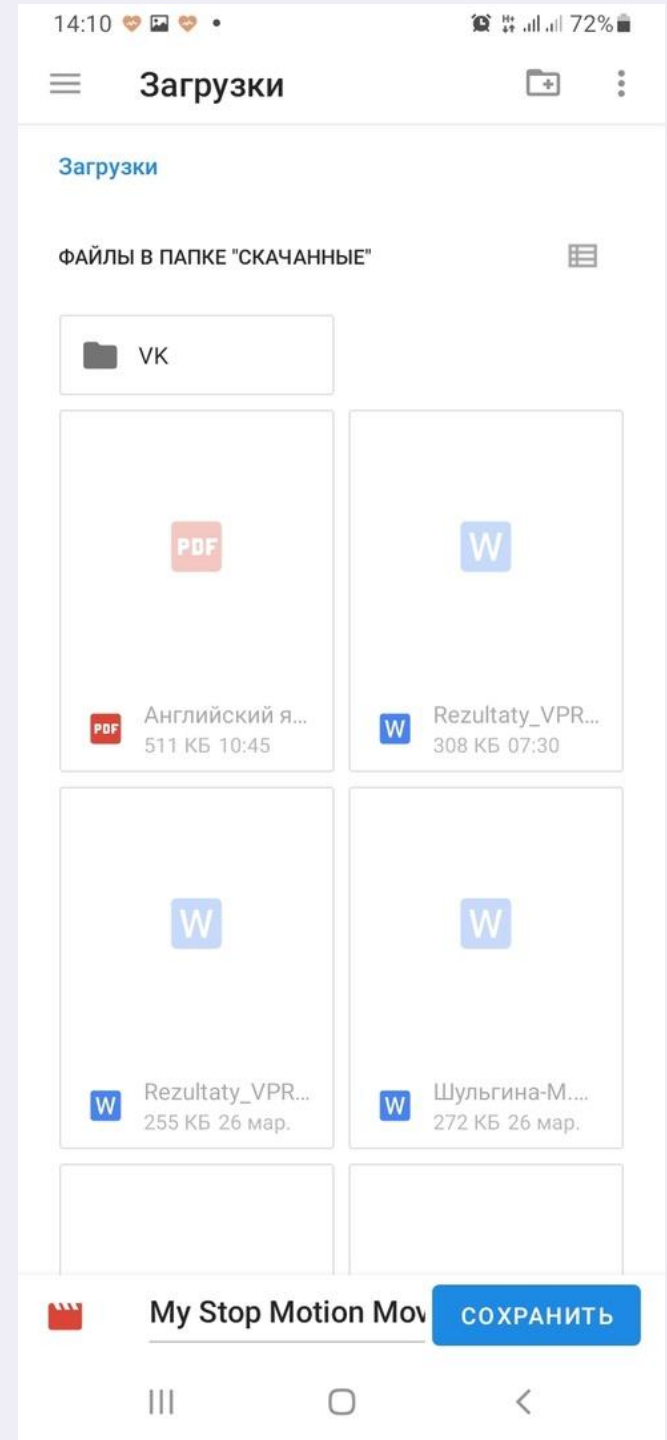 14:10 72%
Загрузки
Загрузки
ФАЙЛЫ В ПАПКЕ "СКАЧАННЫЕ"
VK
PDF W
PDF Английский я... W Rezultaty_VPR...
511 КБ 10:45 308 КБ 07:30
W W
W Rezultaty_VPR... W Шульгина-М....
255 КБ 26 мар. 272 КБ 26 мар.
My Stop Motion Mov СОХРАНИТЬ